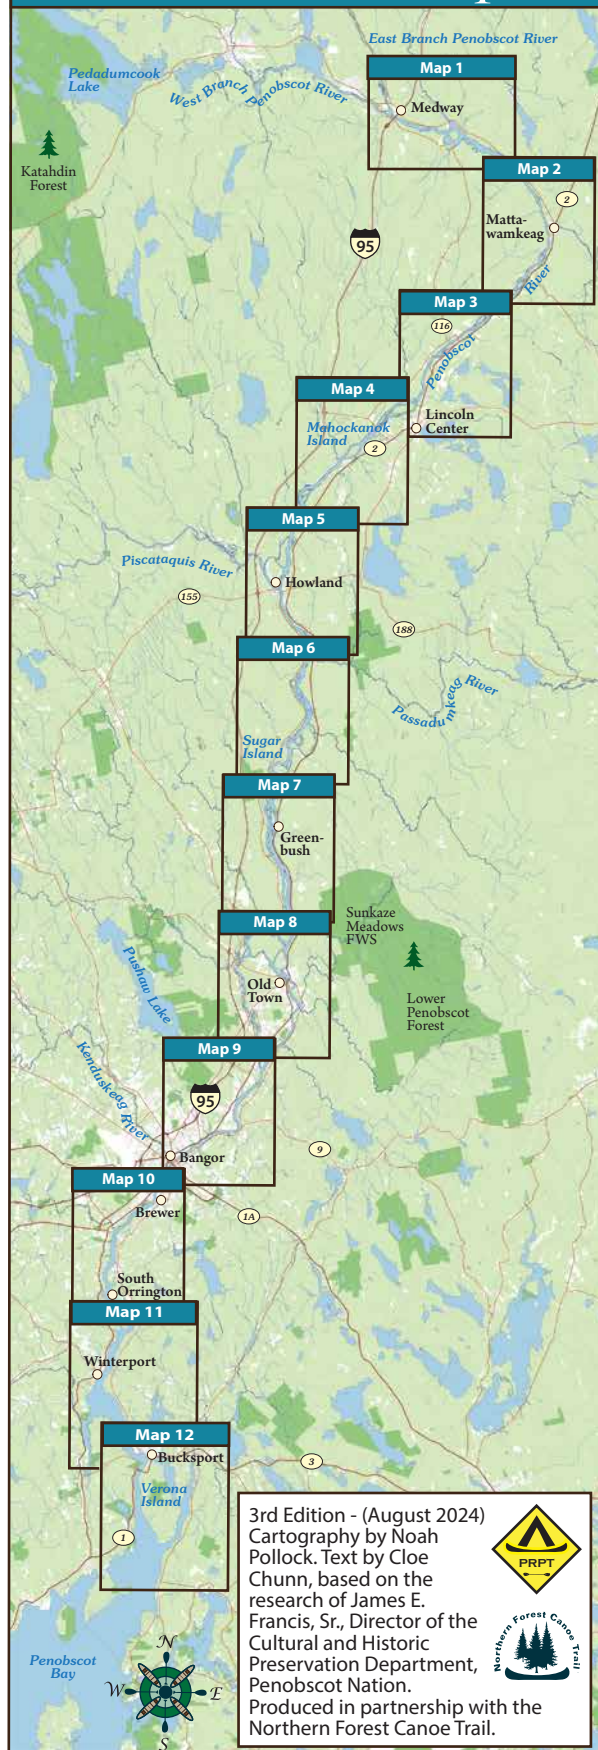 East Branch Penobscot River
Map 1
Pedadumcook
Lake
West Branch Penobscot River
Medway
Katahdin
Forest
Map 2
2
Matta-
wamkeag
95
River
Map 3
116
Penobscot
Map 4
Lincoln
Center
Mahockanok
Island
2
Map 5
Piscataquis River
Howland
155
188
Map 6
Passadumkeag River
Sugar
Island
Map 7
Green-
bush
Map 8
Sunkaze
Meadows
FWS
Pushaw Lake
Old
Town
Lower
Penobscot
Forest
Map 9
Kenduskeag River
95
9
Bangor
Map 10
Brewer
1A
South
Orrington
Map 11
Winterport
Map 12
Bucksport
3
Verona
Island
1
3rd Edition - (August 2024)
Cartography by Noah
Pollock. Text by Cloe
Chunn, based on the
research of James E.
Francis, Sr., Director of the
Cultural and Historic
Preservation Department,
Penobscot Nation.
Produced in partnership with the
Northern Forest Canoe Trail.
PRPT
Northern Forest Canoe Trail
Penobscot
Bay
N
W
E
S